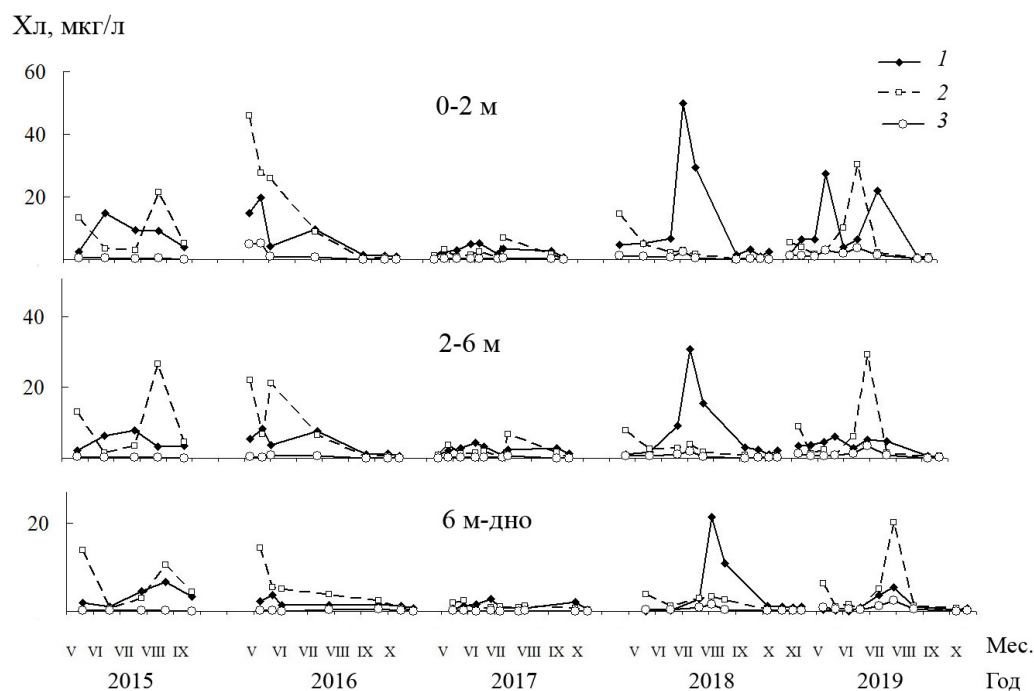 Хл, мкг/л
60
40
20
0-2 м
1
2
3
40
20
2-6 м
20
6 м-дно
V VI VII VIII IX V VI VII VIII IX X V VI VII VIII IX X V VI VII VIII IX X XI V VI VII VIII IX X Мес.
2015 2016 2017 2018 2019 Год